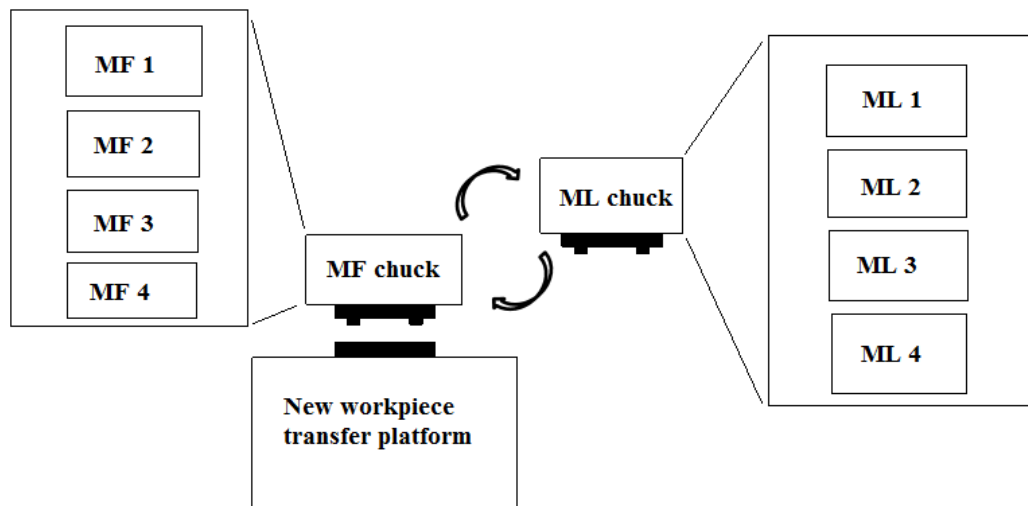 MF 1
MF 2
MF 3
MF 4
MF chuck
ML chuck
ML 1
ML 2
ML 3
ML 4
New workpiece
transfer platform